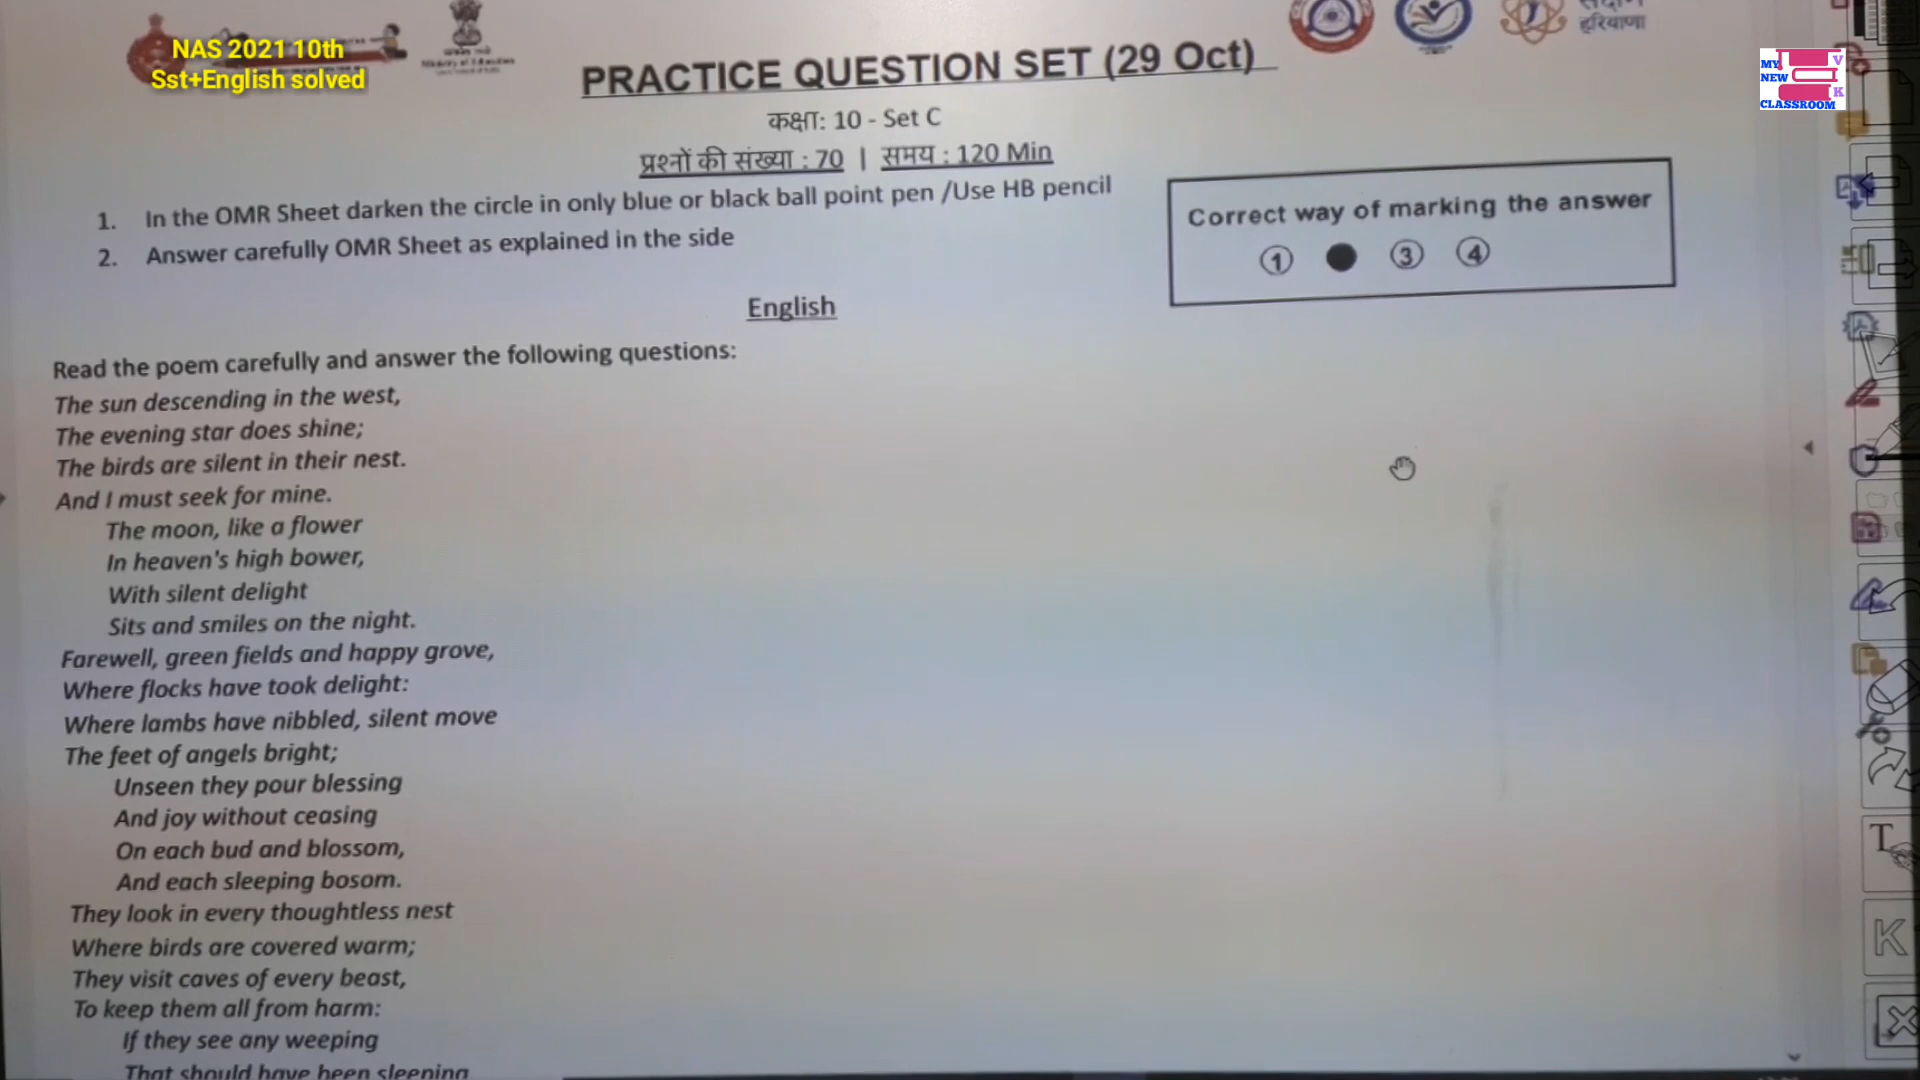 NAS 2021 10th
Sst+English solved
Ministry of Education
हरियाणा
MY NEW CLASSROOM
V
K
PRACTICE QUESTION SET (29 Oct)
कक्षा: 10 - Set C
प्रश्नों की संख्या : 70 | समय : 120 Min
1. In the OMR Sheet darken the circle in only blue or black ball point pen /Use HB pencil
2. Answer carefully OMR Sheet as explained in the side
Correct way of marking the answer
1 ● 3 4
English
Read the poem carefully and answer the following questions:
The sun descending in the west,
The evening star does shine;
The birds are silent in their nest.
And I must seek for mine.
The moon, like a flower
In heaven's high bower,
With silent delight
Sits and smiles on the night.
Farewell, green fields and happy grove,
Where flocks have took delight:
Where lambs have nibbled, silent move
The feet of angels bright;
Unseen they pour blessing
And joy without ceasing
On each bud and blossom,
And each sleeping bosom.
They look in every thoughtless nest
Where birds are covered warm;
They visit caves of every beast,
To keep them all from harm:
If they see any weeping
That should have been sleeping
T
K